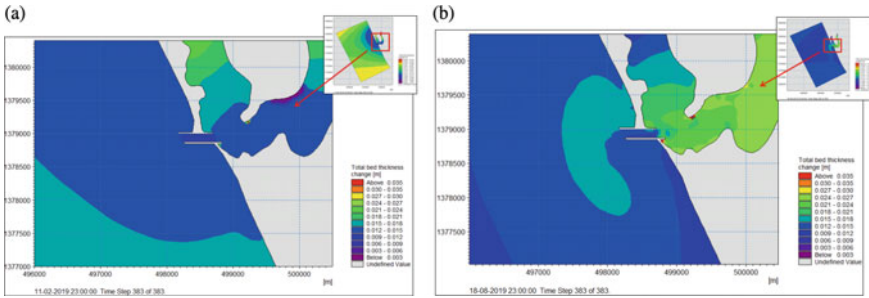 (a)
(b)
1380000
1379500
1379000
1378000
1377000
496000
497000
498000
499000
500000
[m]
Total bed thickness
change [m]
Above 0.035
0.030 - 0.035
0.027 - 0.030
0.024 - 0.027
0.021 - 0.024
0.018 - 0.021
0.015 - 0.018
0.012 - 0.015
0.009 - 0.012
0.006 - 0.009
0.003 - 0.006
Below 0.003
Undefined Value
11-02-2019 23:00:00 Time Step 383 of 383
1380000
1379500
1379000
1378000
1377000
497000
498000
499000
500000
[m]
Total bed thickness
change [m]
Above 0.035
0.030 - 0.035
0.027 - 0.030
0.024 - 0.027
0.021 - 0.024
0.018 - 0.021
0.015 - 0.018
0.012 - 0.015
0.009 - 0.012
0.006 - 0.009
0.003 - 0.006
Below 0.003
Undefined Value
18-08-2019 23:00:00 Time Step 383 of 383.